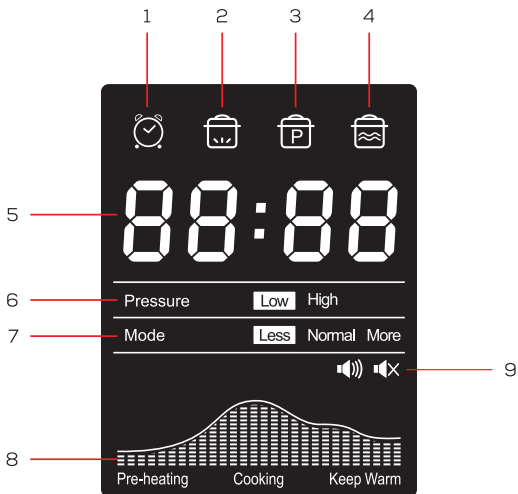 1 2 3 4
P
5 88:88
6 Pressure Low High
7 Mode Less Normal More
9
8
Pre-heating Cooking Keep Warm